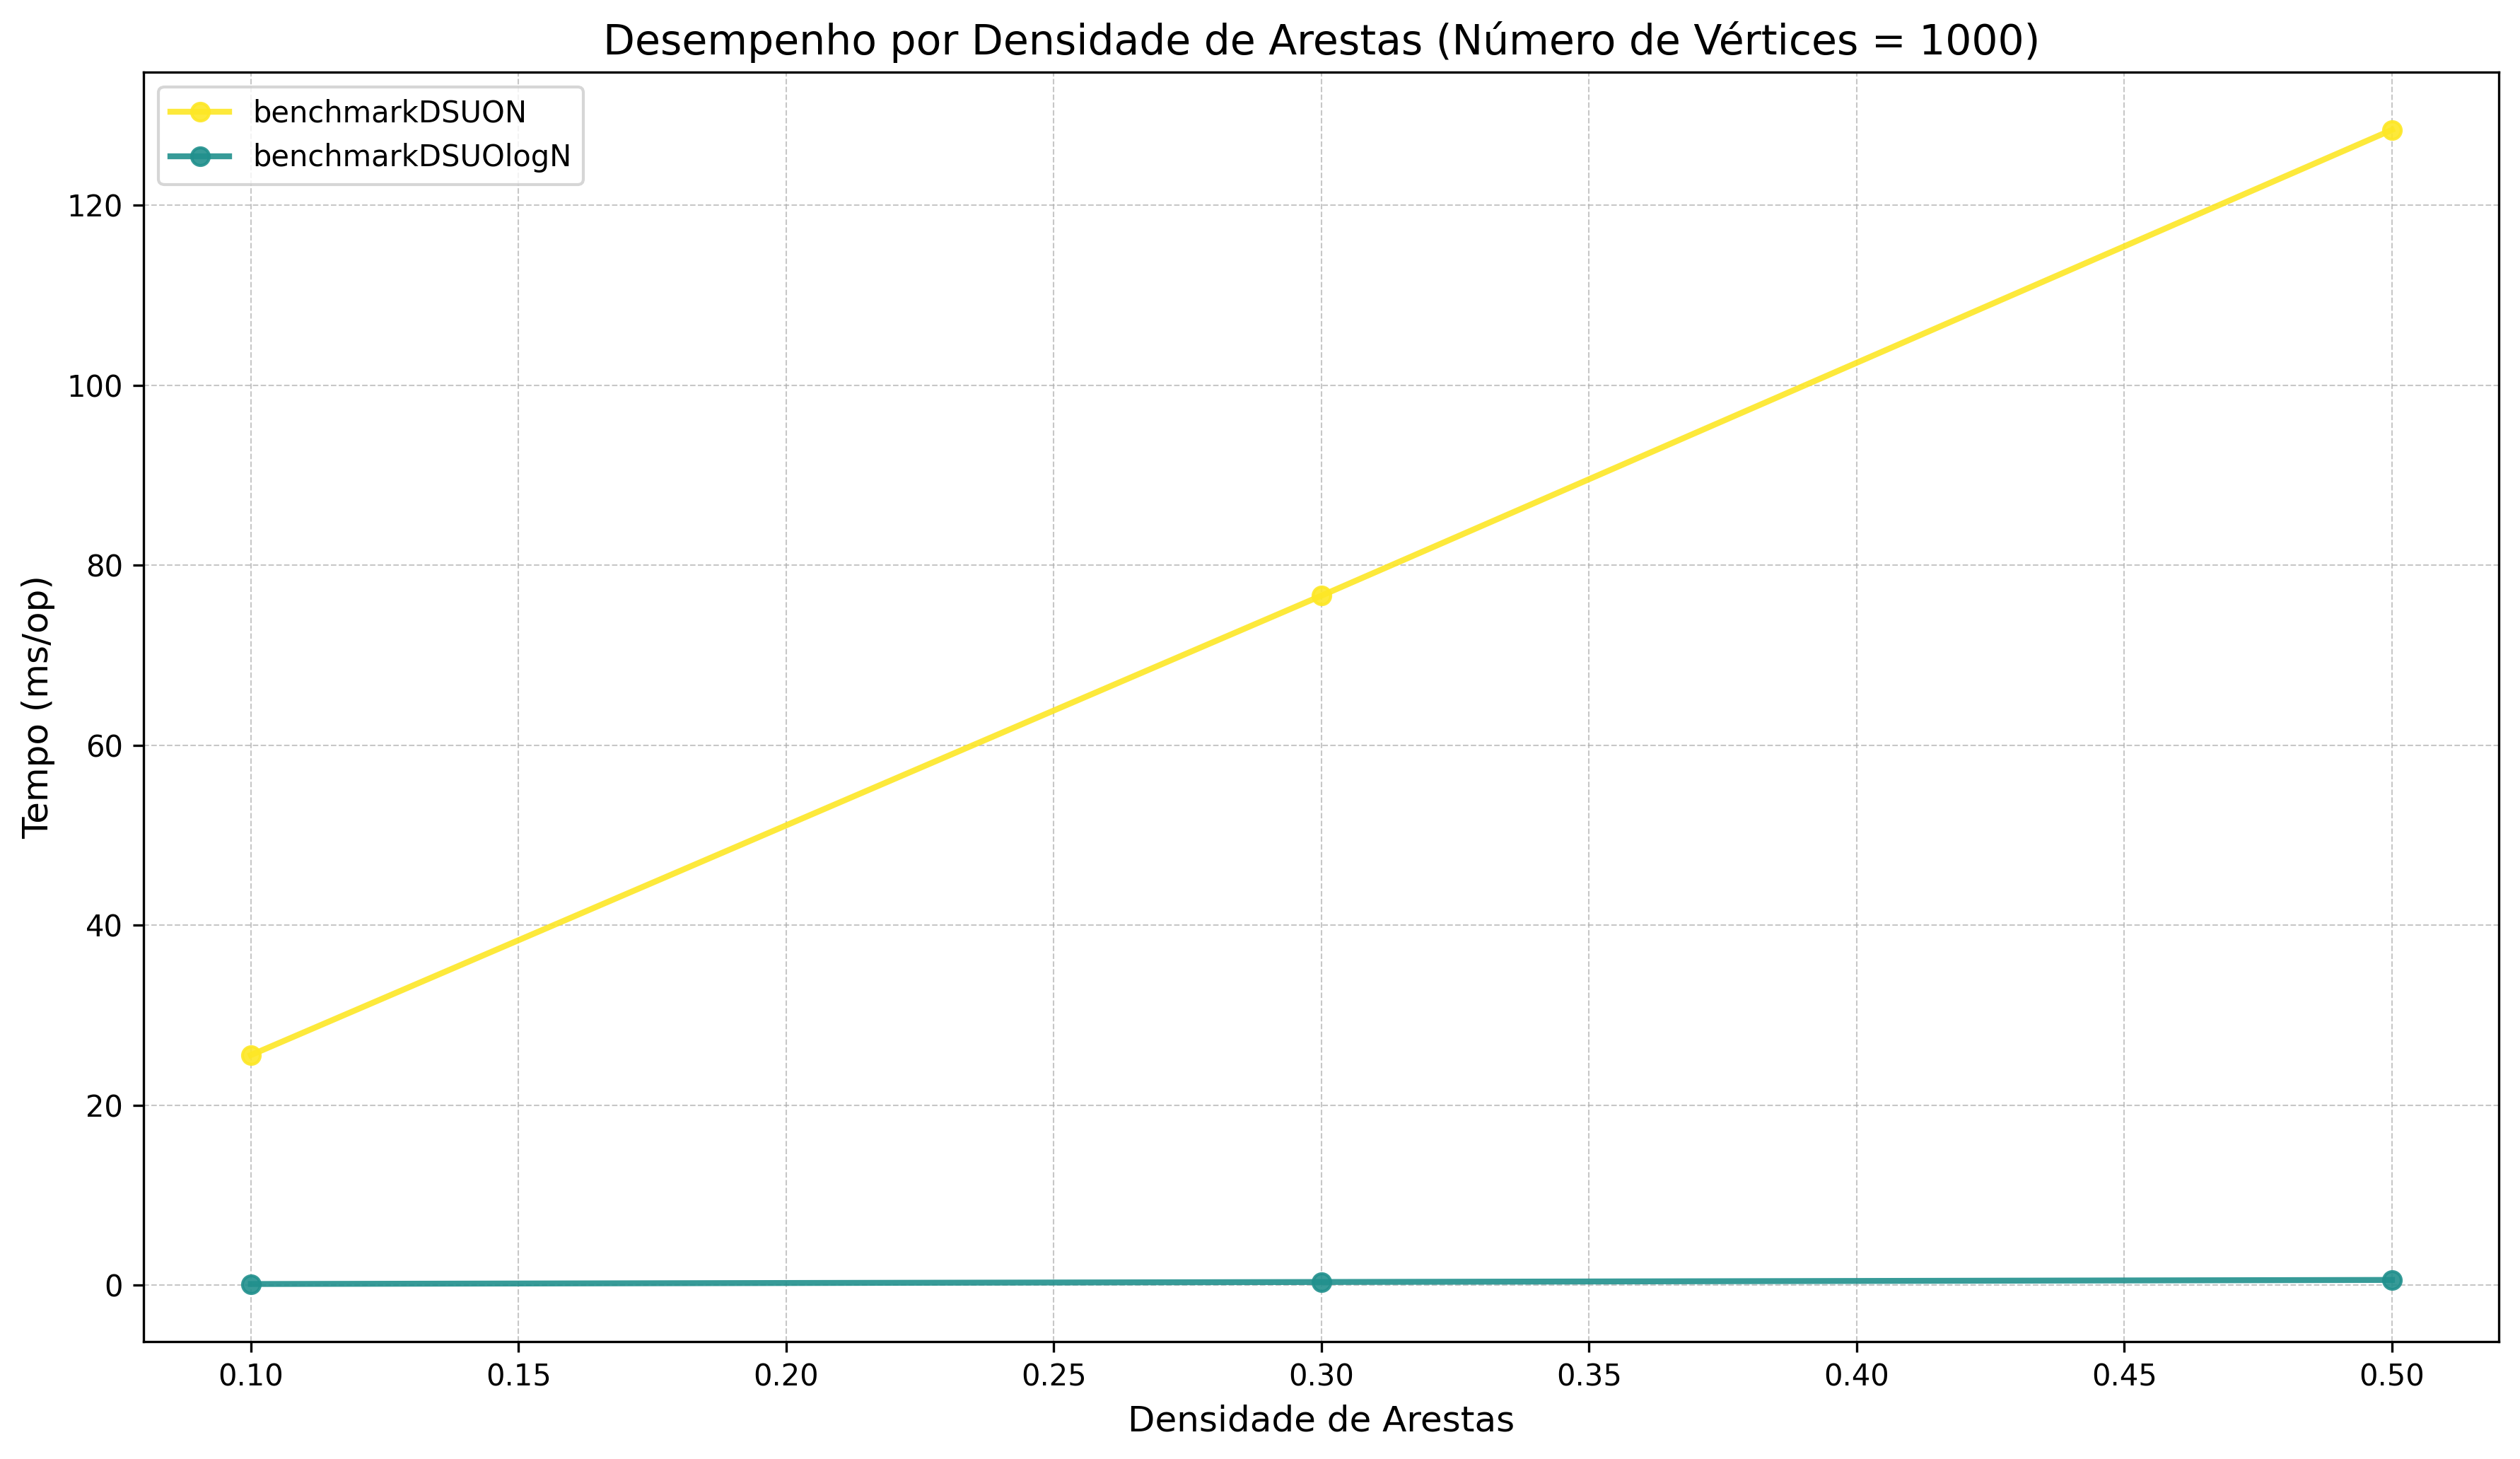 Desempenho por Densidade de Arestas (Número de Vértices = 1000)
benchmarkDSUON
benchmarkDSUOlogN
120
100
80
60
40
20
0
Tempo (ms/op)
0.10 0.15 0.20 0.25 0.30 0.35 0.40 0.45 0.50
Densidade de Arestas